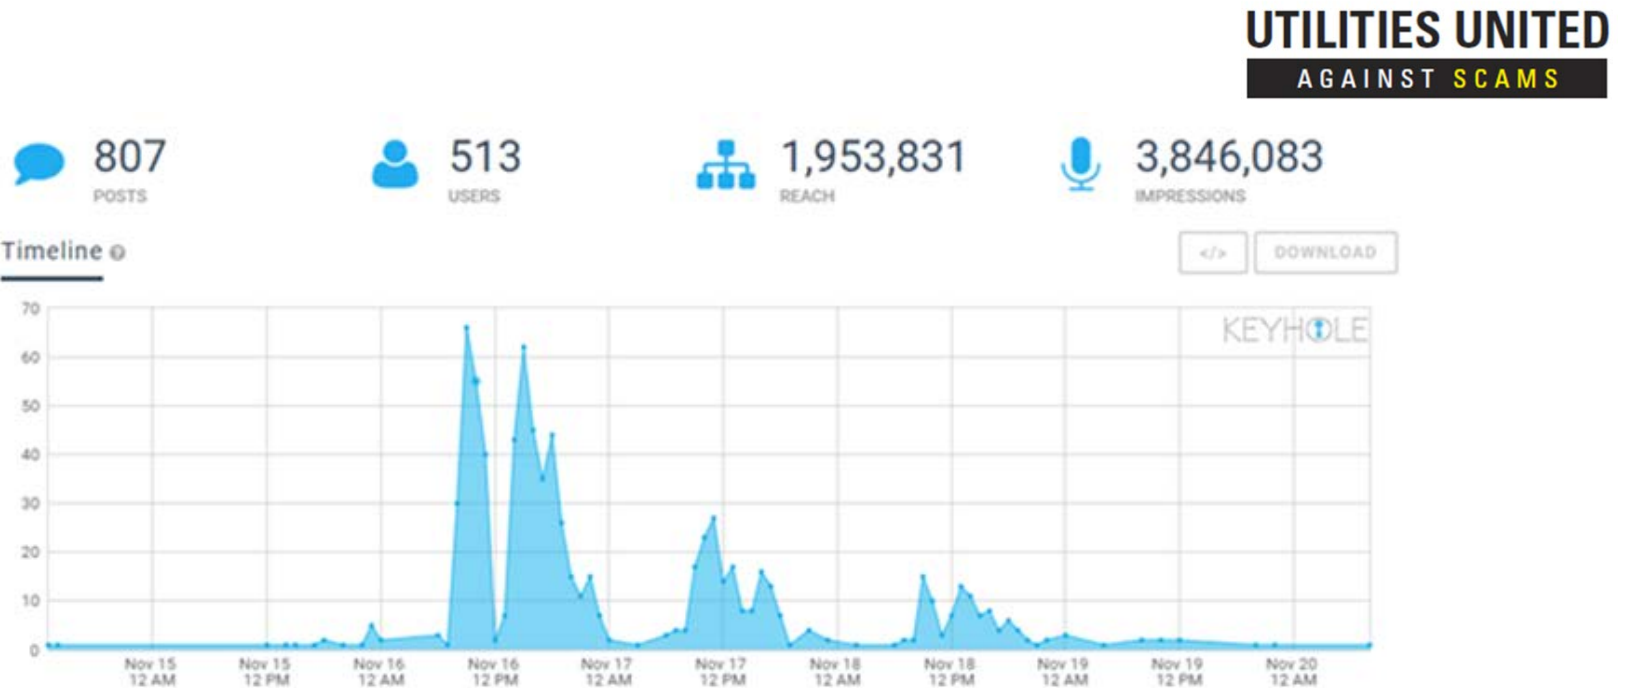 UTILITIES UNITED
AGAINST SCAMS
807
POSTS
513
USERS
1,953,831
REACH
3,846,083
IMPRESSIONS
Timeline ?
</>
DOWNLOAD
KEYHOLE
70
60
50
40
30
20
10
0
Nov 15
12 AM
Nov 15
12 PM
Nov 16
12 AM
Nov 16
12 PM
Nov 17
12 AM
Nov 17
12 PM
Nov 18
12 AM
Nov 18
12 PM
Nov 19
12 AM
Nov 19
12 PM
Nov 20
12 AM